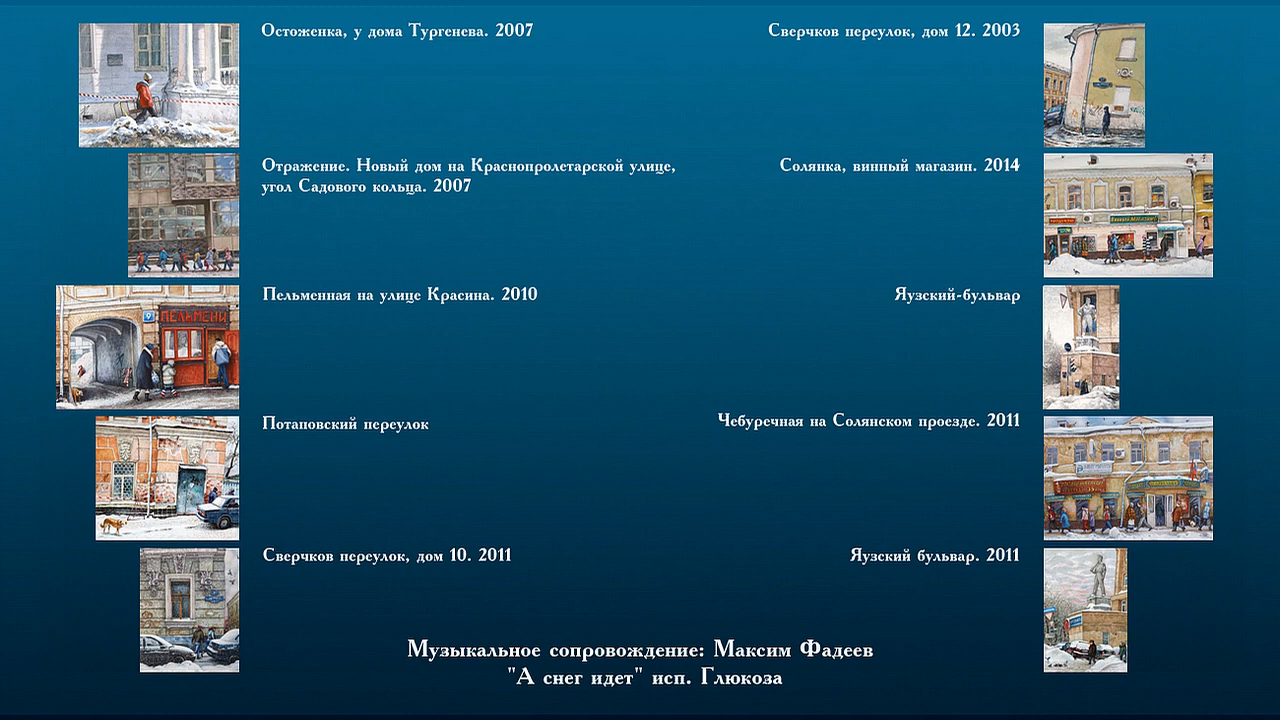 Остоженка, у дома Тургенева. 2007
Отражение. Новый дом на Краснопролетарской улице,
угол Садового кольца. 2007
Пельменная на улице Красина. 2010
9
ПЕЛЬМЕНИ
Потаповский переулок
Сверчков переулок, дом 10. 2011
Сверчков переулок, дом 12. 2003
Солянка, винный магазин. 2014
Яузский-бульвар
Чебуречная на Солянском проезде. 2011
Яузский бульвар. 2011
Музыкальное сопровождение: Максим Фадеев
"А снег идет" исп. Глюкоза